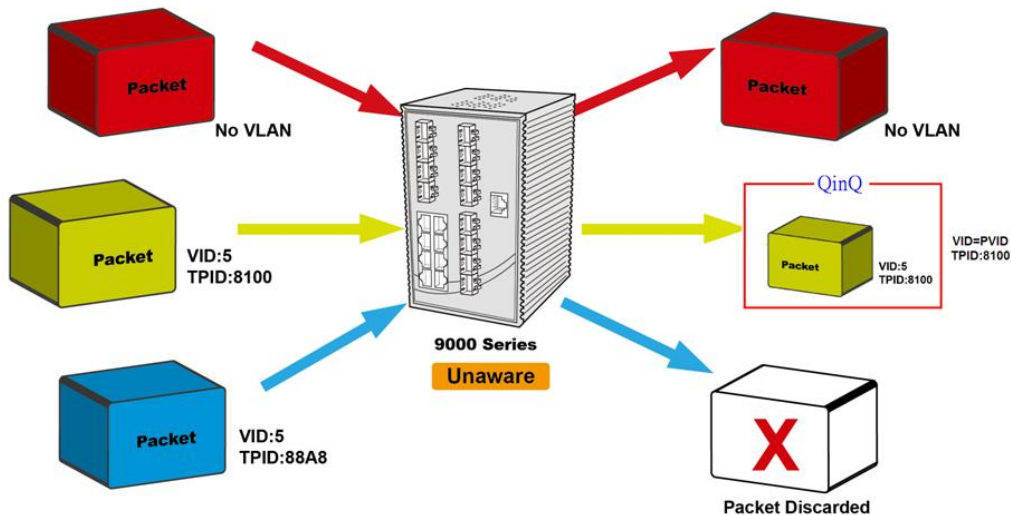 Packet
No VLAN
Packet
No VLAN
Packet
VID:5
TPID:8100
QinQ
Packet
VID:5
TPID:8100
VID=PVID
TPID:8100
9000 Series
Unaware
Packet
VID:5
TPID:88A8
X
Packet Discarded